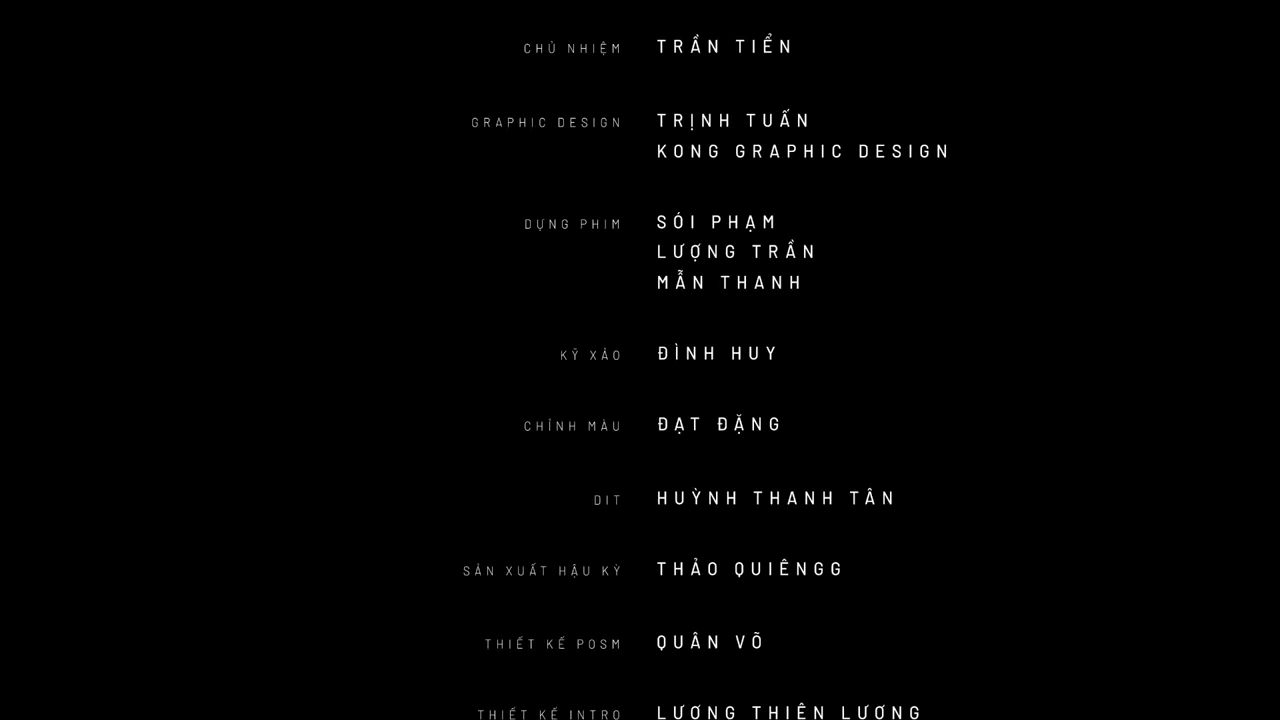 CHỦ NHIỆM TRẦN TIỂN
GRAPHIC DESIGN TRỊNH TUẤN
KONG GRAPHIC DESIGN
DỰNG PHIM SÓI PHẠM
LƯỢNG TRẦN
MẪN THANH
KỸ XẢO ĐÌNH HUY
CHỈNH MÀU ĐẠT ĐẶNG
DIT HUỲNH THANH TÂN
SẢN XUẤT HẬU KỲ THẢO QUIÊNGG
THIẾT KẾ POSM QUÂN VÕ
THIẾT KẾ INTRO LƯƠNG THIÊN LƯƠNG